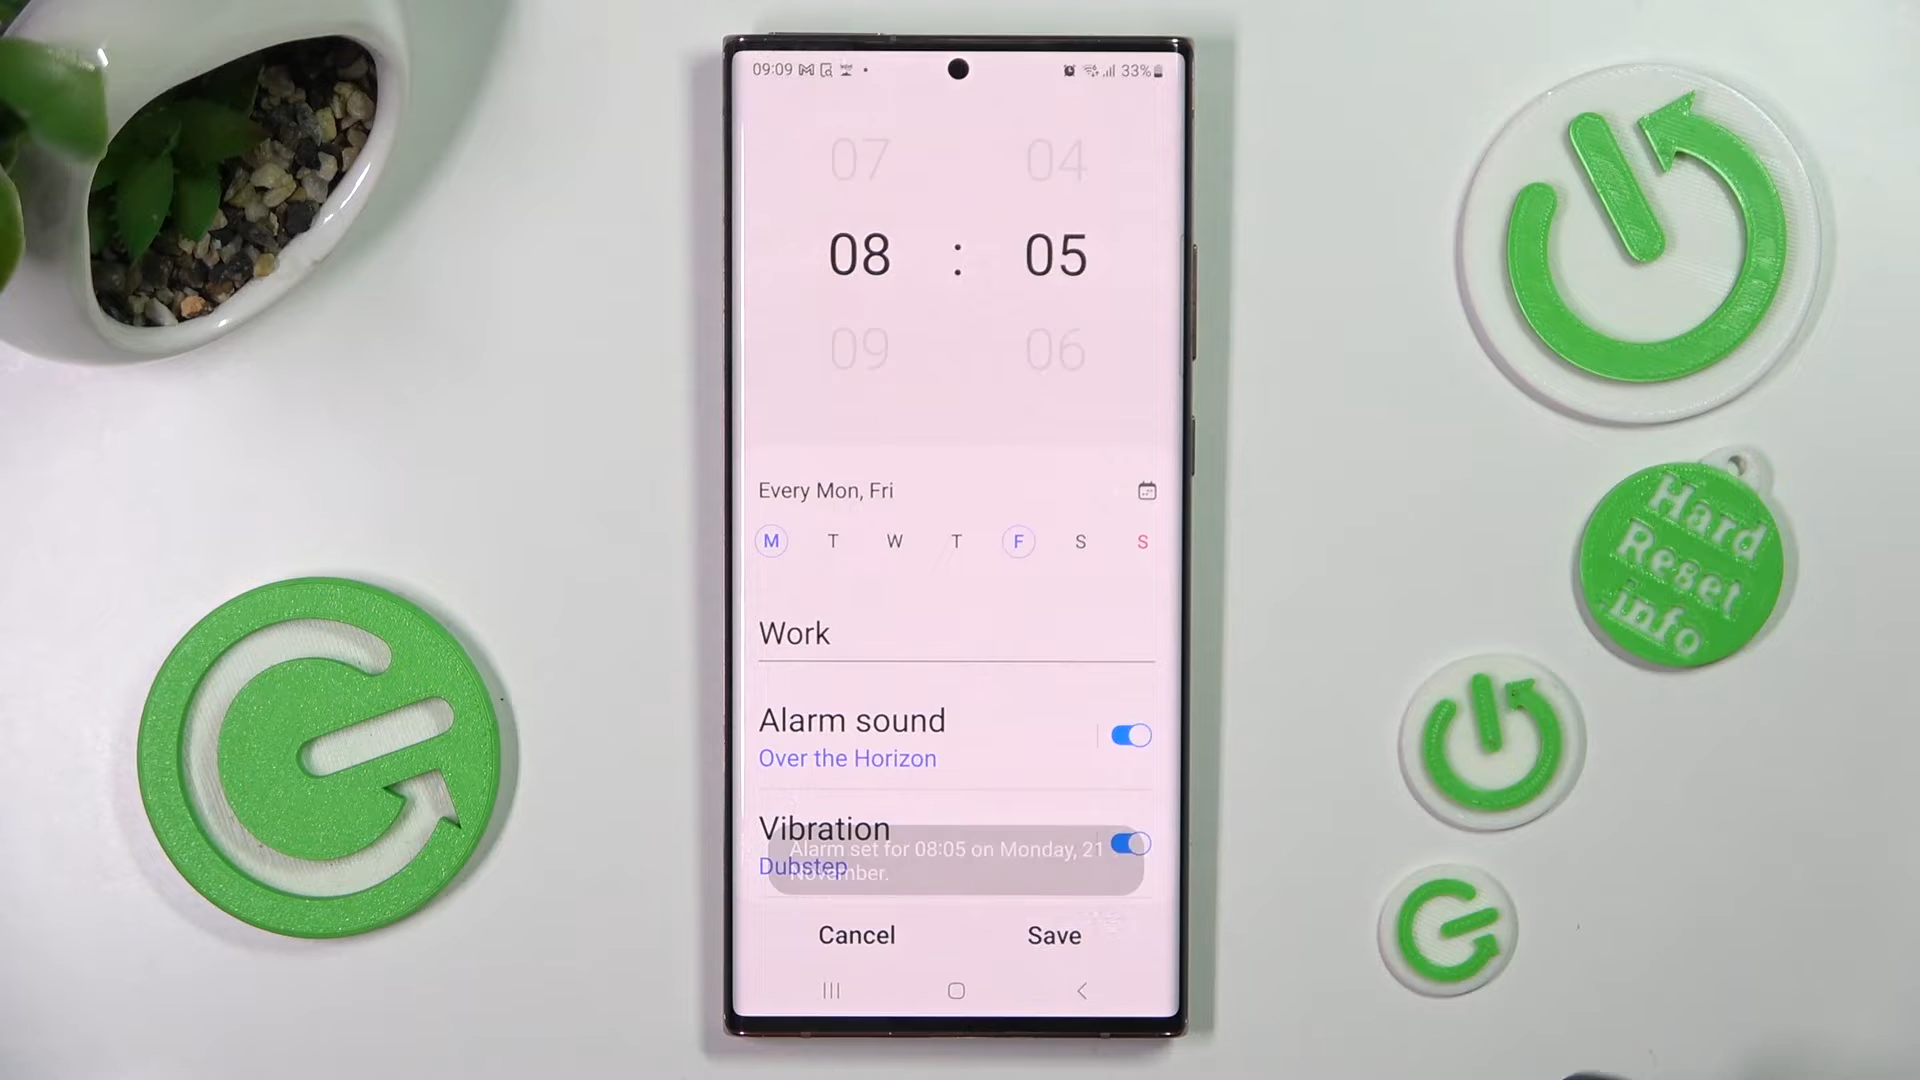 09:09
33%
07 04
08 : 05
09 06
Every Mon, Fri
M T W T F S S
Work
Alarm sound
Over the Horizon
Vibration
Dubstep
Alarm set for 08:05 on Monday, 21
November.
Cancel Save
Hard
Reset
info